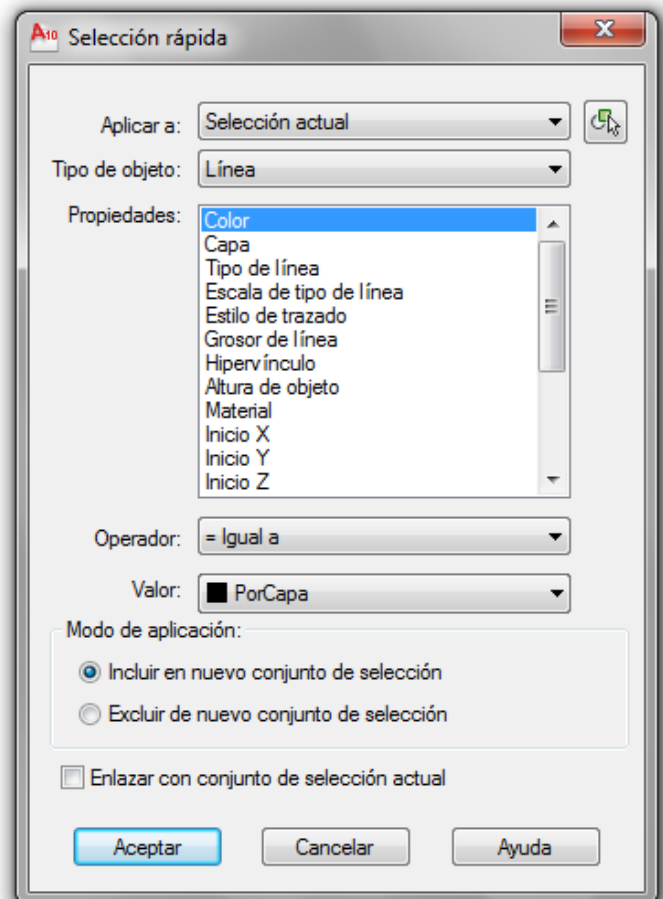 A10 Selección rápida
Aplicar a: Selección actual
Tipo de objeto: Línea
Propiedades: Color
Capa
Tipo de línea
Escala de tipo de línea
Estilo de trazado
Grosor de línea
Hipervínculo
Altura de objeto
Material
Inicio X
Inicio Y
Inicio Z
Operador: = Igual a
Valor: PorCapa
Modo de aplicación:
Incluir en nuevo conjunto de selección
Excluir de nuevo conjunto de selección
Enlazar con conjunto de selección actual
Aceptar Cancelar Ayuda